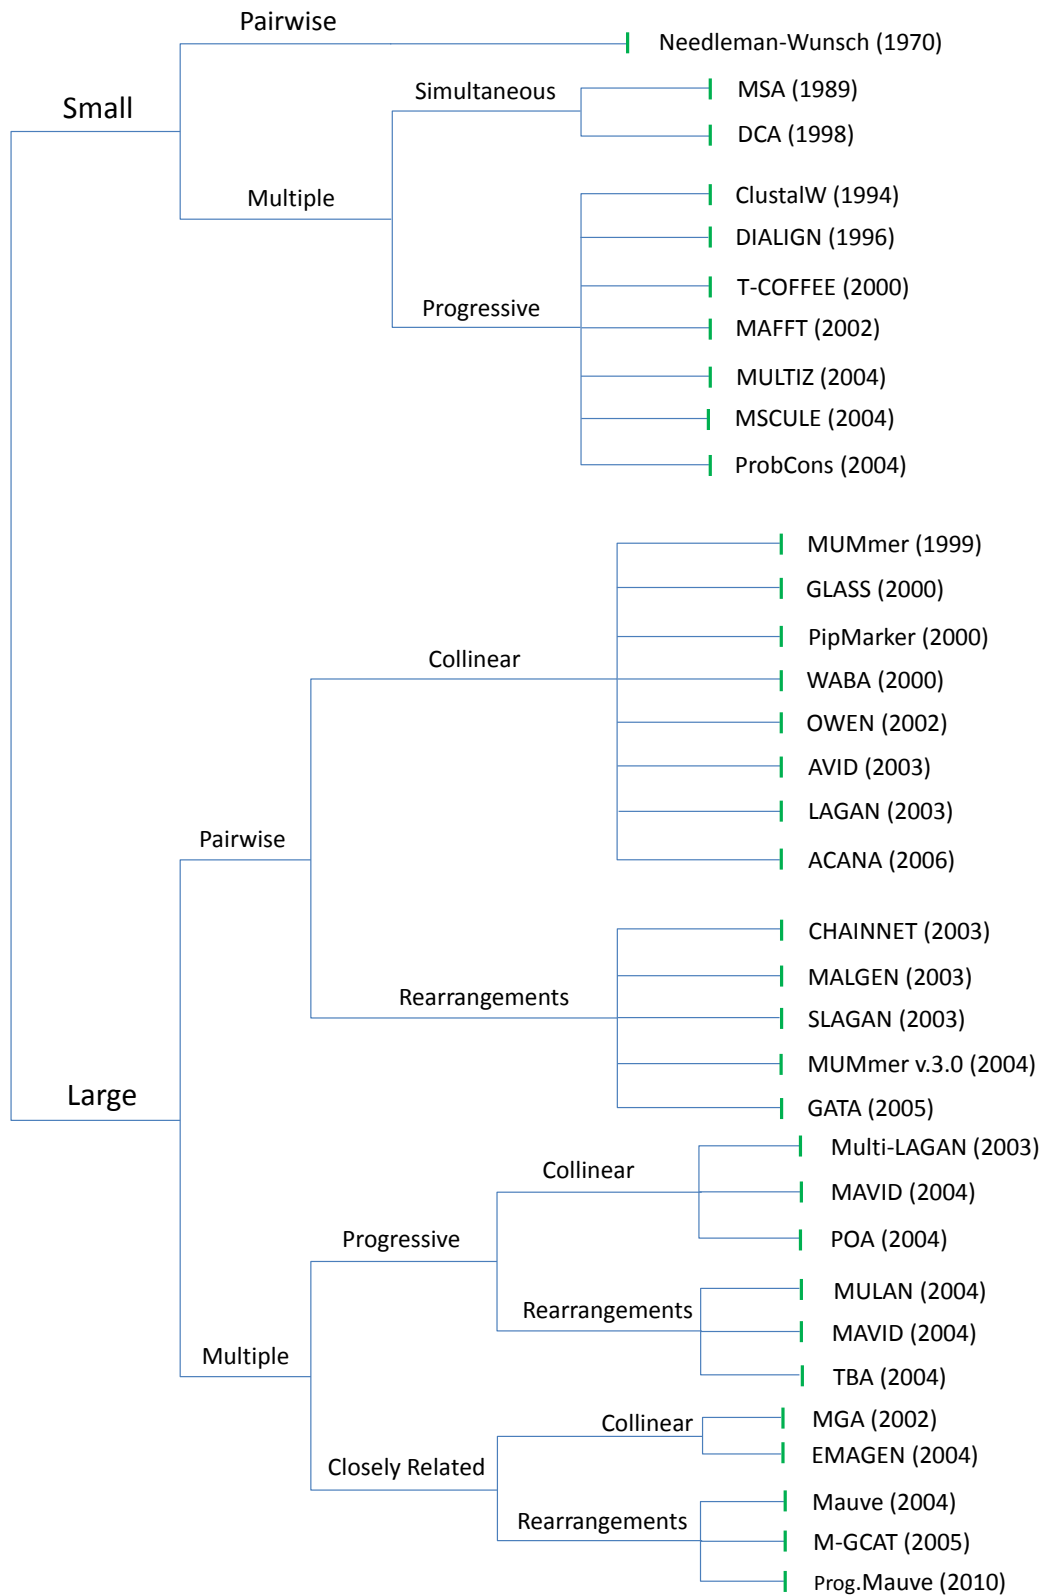 Pairwise
Needleman-Wunsch (1970)
Small
Simultaneous
MSA (1989)
DCA (1998)
Multiple
ClustalW (1994)
DIALIGN (1996)
T-COFFEE (2000)
Progressive
MAFFT (2002)
MULTIZ (2004)
MSCULE (2004)
ProbCons (2004)
MUMmer (1999)
GLASS (2000)
PipMarker (2000)
Collinear
WABA (2000)
OWEN (2002)
AVID (2003)
LAGAN (2003)
Pairwise
ACANA (2006)
CHAINNET (2003)
MALGEN (2003)
Rearrangements
SLAGAN (2003)
MUMmer v.3.0 (2004)
Large
GATA (2005)
Multi-LAGAN (2003)
Collinear
MAVID (2004)
Progressive
POA (2004)
MULAN (2004)
Rearrangements
MAVID (2004)
Multiple
TBA (2004)
MGA (2002)
Collinear
EMAGEN (2004)
Closely Related
Mauve (2004)
Rearrangements
M-GCAT (2005)
Prog.Mauve (2010)